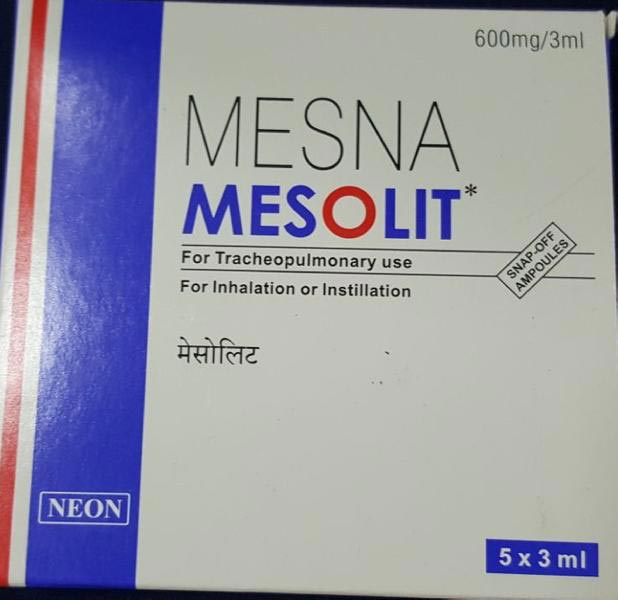 600mg/3ml
MESNA
MESOLIT*
For Tracheopulmonary use
SNAP-OFF
AMPOULES
For Inhalation or Instillation
मेसोलिट
NEON
5 x 3 ml